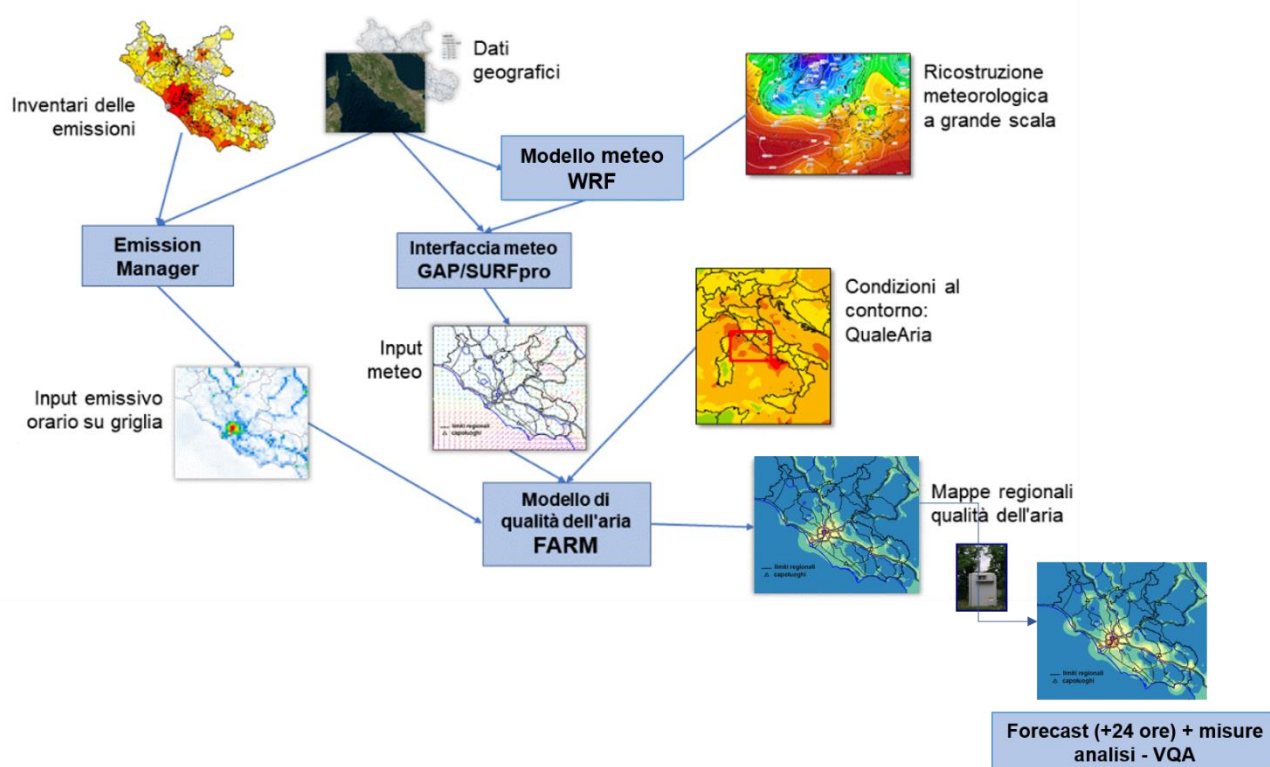 Inventari delle
emissioni
Dati
geografici
Ricostruzione
meteorologica
a grande scala
Modello meteo
WRF
Emission
Manager
Interfaccia meteo
GAP/SURFpro
Condizioni al
contorno:
QualeAria
Input
meteo
limiti regionali
capoluoghi
Input emissivo
orario su griglia
Modello di
qualità dell'aria
FARM
Mappe regionali
qualità dell'aria
limiti regionali
capoluoghi
limiti regionali
capoluoghi
Forecast (+24 ore) + misure
analisi - VQA